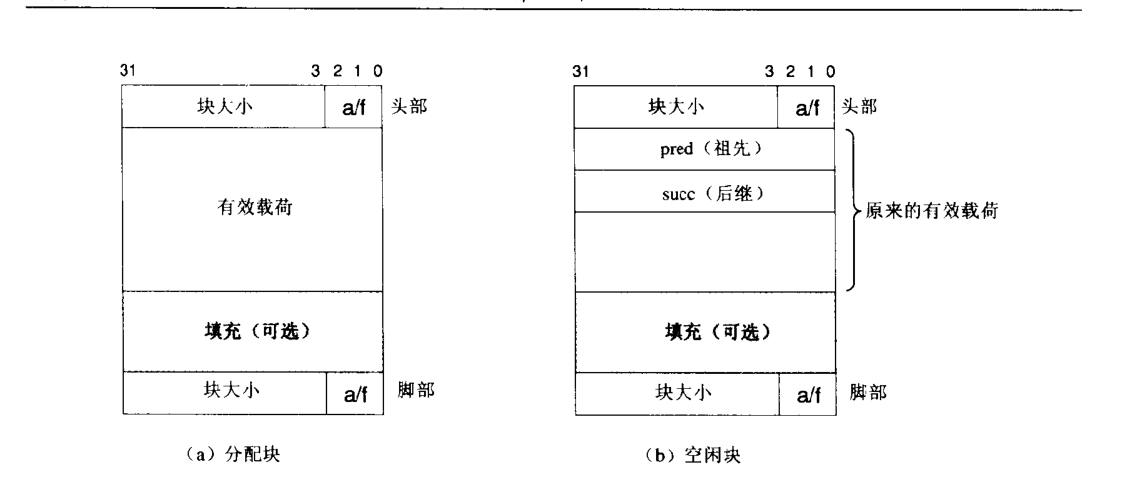 31 3 2 1 0
块大小 a/f 头部
有效载荷
填充（可选）
块大小 a/f 脚部
（a）分配块
31 3 2 1 0
块大小 a/f 头部
pred（祖先）
succ（后继）
原来的有效载荷
填充（可选）
块大小 a/f 脚部
（b）空闲块